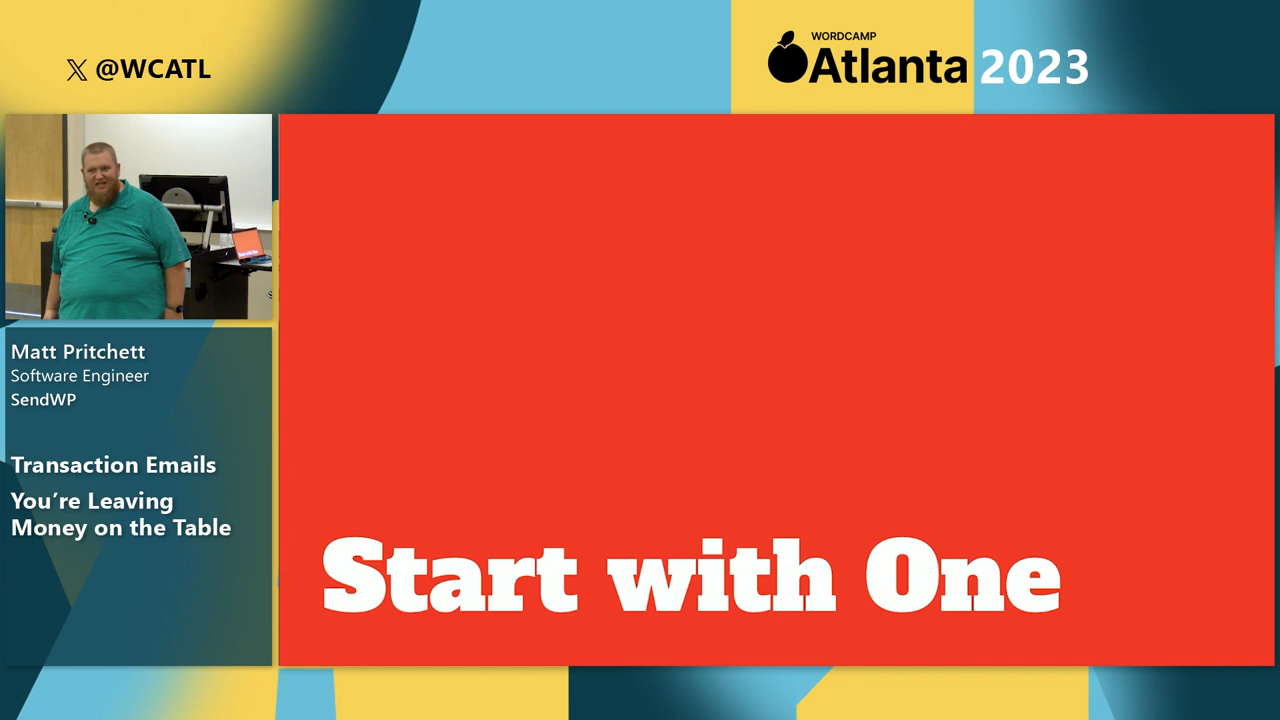 𝕏 @WCATL
WORDCAMP
Atlanta 2023
Matt Pritchett
Software Engineer
SendWP
Transaction Emails
You’re Leaving
Money on the Table
Start with One